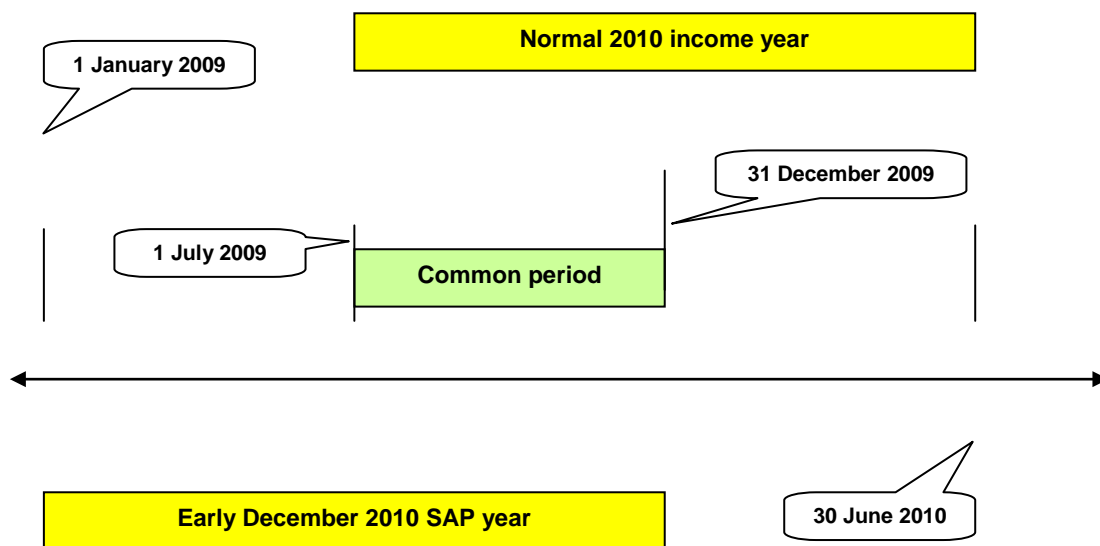 Normal 2010 income year
1 January 2009
31 December 2009
1 July 2009
Common period
Early December 2010 SAP year
30 June 2010